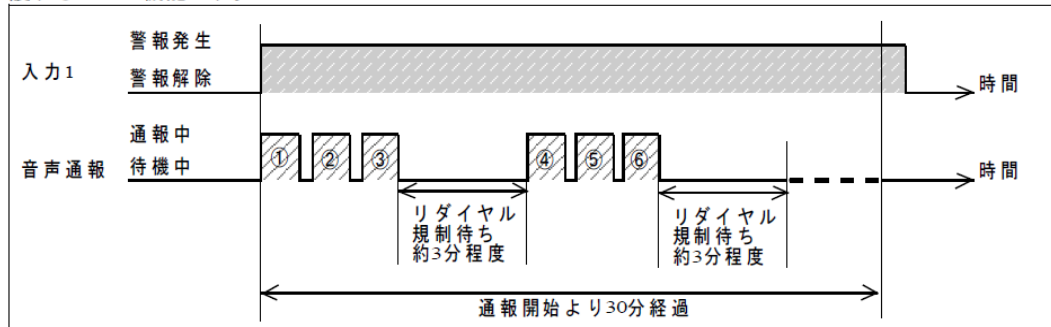 警報発生
入力1
警報解除
時間
通報中
① ② ③ ④ ⑤ ⑥
音声通報
待機中
時間
リダイヤル
規制待ち
約3分程度
リダイヤル
規制待ち
約3分程度
通報開始より30分経過